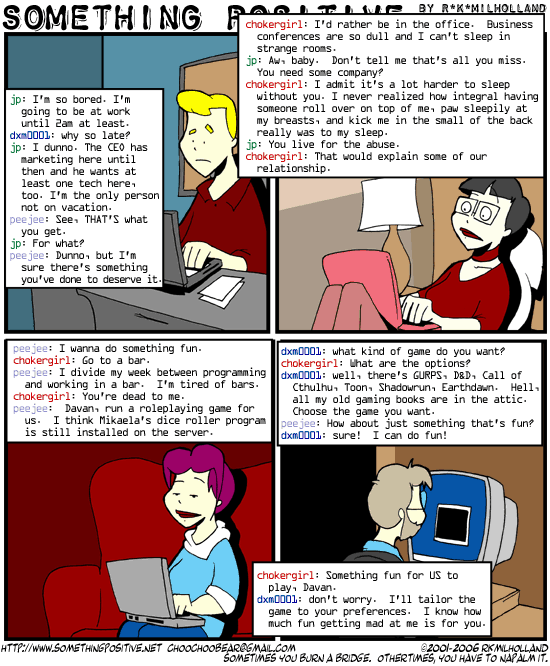 SOMETHING POSITIVE BY R*K*MILHOLLAND
jp: I'm so bored. I'm
going to be at work
until 2am at least.
dxm0001: why so late?
jp: I dunno. The CEO has
marketing here until
then and he wants at
least one tech here,
too. I'm the only person
not on vacation.
peejee: See, THAT'S what
you get.
jp: For what?
peejee: Dunno, but I'm
sure there's something
you've done to deserve it.
chokergirl: I'd rather be in the office. Business
conferences are so dull and I can't sleep in
strange rooms.
jp: Aw, baby. Don't tell me that's all you miss.
You need some company?
chokergirl: I admit it's a lot harder to sleep
without you. I never realized how integral having
someone roll over on top of me, paw sleepily at
my breasts, and kick me in the small of the back
really was to my sleep.
jp: You live for the abuse.
chokergirl: That would explain some of our
relationship.
peejee: I wanna do something fun.
chokergirl: Go to a bar.
peejee: I divide my week between programming
and working in a bar. I'm tired of bars.
chokergirl: You're dead to me.
peejee: Davan, run a roleplaying game for
us. I think Mikaela's dice roller program
is still installed on the server.
dxm0001: what kind of game do you want?
chokergirl: What are the options?
dxm0001: well, there's GURPS, D&D, Call of
Cthulhu, Toon, Shadowrun, Earthdawn. Hell,
all my old gaming books are in the attic.
Choose the game you want.
peejee: How about just something that's fun?
dxm0001: sure! I can do fun!
chokergirl: Something fun for US to
play, Davan.
dxm0001: don't worry. I'll tailor the
game to your preferences. I know how
much fun getting mad at me is for you.
HTTP://WWW.SOMETHINGPOSITIVE.NET CHOOCHOOBEAR@GMAIL.COM ©2001-2006 RKMILHOLLAND
SOMETIMES YOU BURN A BRIDGE. OTHERTIMES, YOU HAVE TO NAPALM IT.